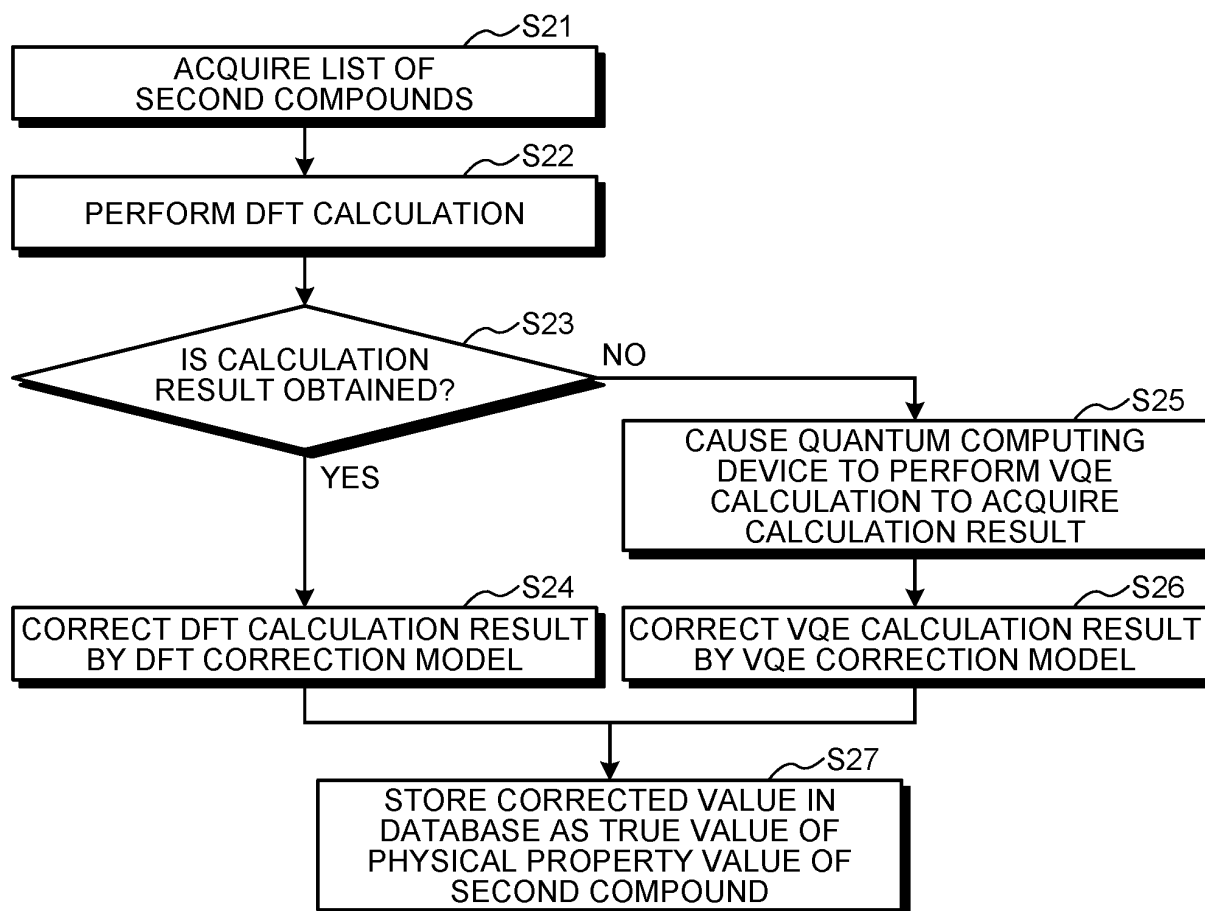 S21
ACQUIRE LIST OF
SECOND COMPOUNDS
S22
PERFORM DFT CALCULATION
S23
IS CALCULATION
RESULT OBTAINED?
NO
YES
S25
CAUSE QUANTUM COMPUTING
DEVICE TO PERFORM VQE
CALCULATION TO ACQUIRE
CALCULATION RESULT
S24
CORRECT DFT CALCULATION RESULT
BY DFT CORRECTION MODEL
S26
CORRECT VQE CALCULATION RESULT
BY VQE CORRECTION MODEL
S27
STORE CORRECTED VALUE IN
DATABASE AS TRUE VALUE OF
PHYSICAL PROPERTY VALUE OF
SECOND COMPOUND